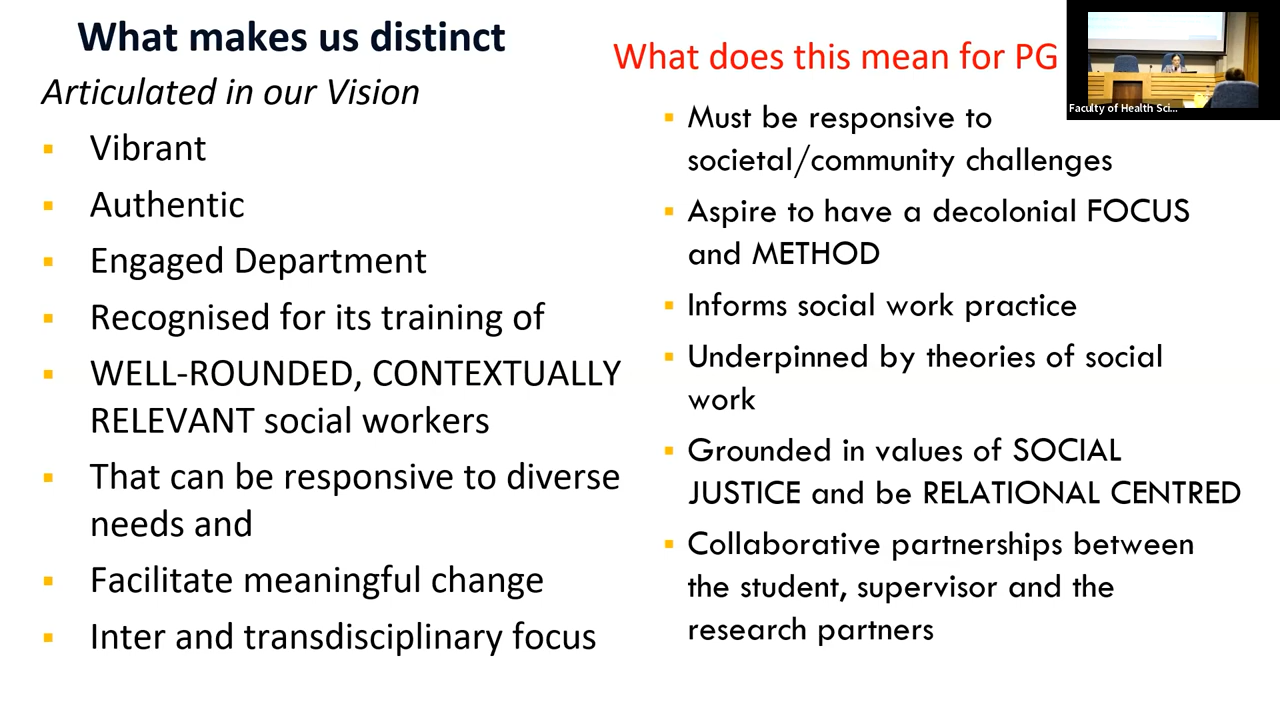 What makes us distinct
Articulated in our Vision
Vibrant
Authentic
Engaged Department
Recognised for its training of
WELL-ROUNDED, CONTEXTUALLY
RELEVANT social workers
That can be responsive to diverse
needs and
Facilitate meaningful change
Inter and transdisciplinary focus
What does this mean for PG
Must be responsive to
societal/community challenges
Aspire to have a decolonial FOCUS
and METHOD
Informs social work practice
Underpinned by theories of social
work
Grounded in values of SOCIAL
JUSTICE and be RELATIONAL CENTRED
Collaborative partnerships between
the student, supervisor and the
research partners
Faculty of Health Sci...